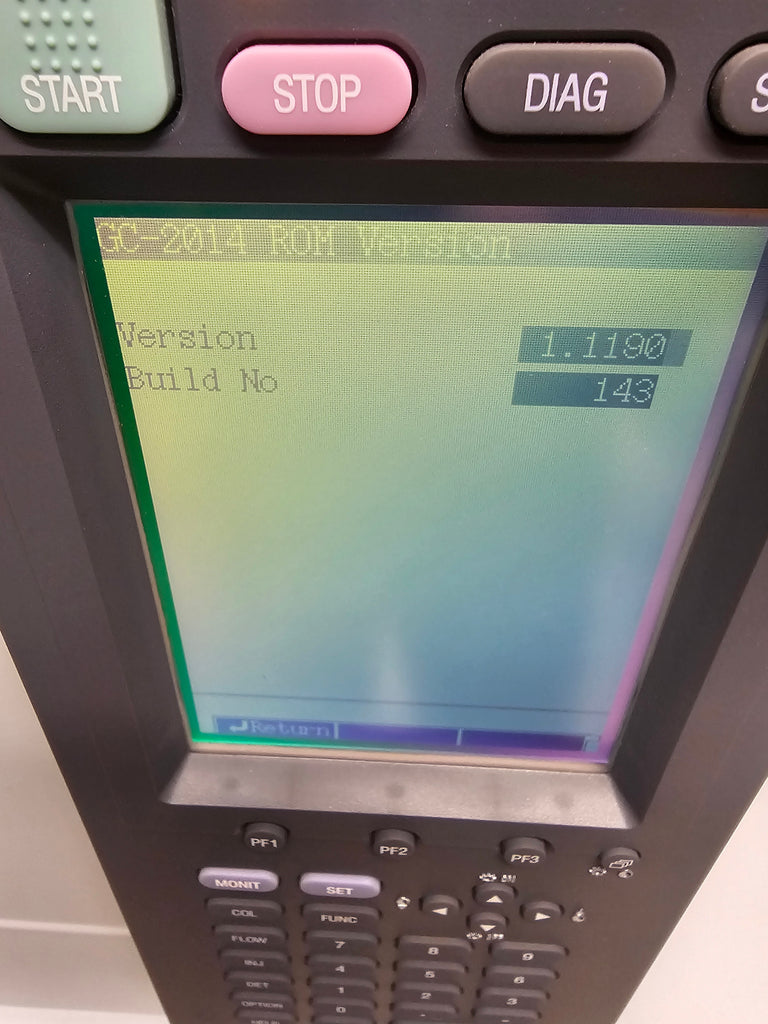 START STOP DIAG S
GC-2014 ROM Version
Version 1.1190
Build No 143
Return
PF1 PF2 PF3
MONIT SET
COL FUNC
FLOW 7 8 9
INJ 4 5 6
DET 1 2 3
OPTION 0 . -